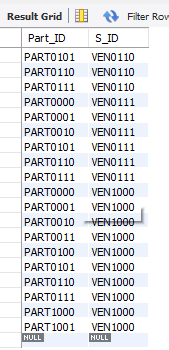 Result Grid Filter Row
Part_ID S_ID
PART0101 VEN0110
PART0110 VEN0110
PART0111 VEN0110
PART0000 VEN0111
PART0001 VEN0111
PART0010 VEN0111
PART0101 VEN0111
PART0110 VEN0111
PART0111 VEN0111
PART0000 VEN1000
PART0001 VEN1000
PART0010 VEN1000
PART0011 VEN1000
PART0100 VEN1000
PART0101 VEN1000
PART0110 VEN1000
PART0111 VEN1000
PART1000 VEN1000
PART1001 VEN1000
NULL NULL